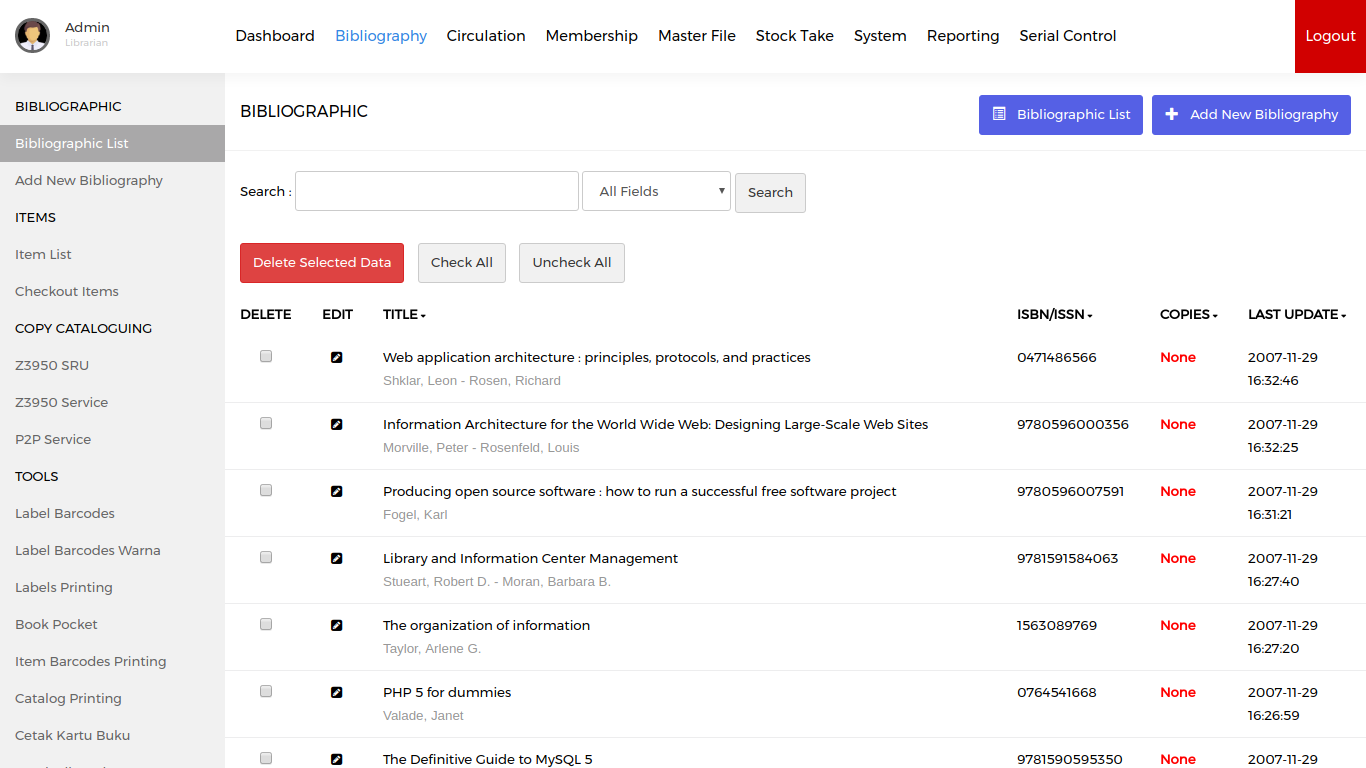 Admin
Librarian
Dashboard Bibliography Circulation Membership Master File Stock Take System Reporting Serial Control Logout
BIBLIOGRAPHIC
Bibliographic List
Add New Bibliography
ITEMS
Item List
Checkout Items
COPY CATALOGUING
Z3950 SRU
Z3950 Service
P2P Service
TOOLS
Label Barcodes
Label Barcodes Warna
Labels Printing
Book Pocket
Item Barcodes Printing
Catalog Printing
Cetak Kartu Buku
BIBLIOGRAPHIC Bibliographic List Add New Bibliography
Search : All Fields Search
Delete Selected Data Check All Uncheck All
DELETE EDIT TITLE ISBN/ISSN COPIES LAST UPDATE
Web application architecture : principles, protocols, and practices 0471486566 None 2007-11-29
Shklar, Leon - Rosen, Richard 16:32:46
Information Architecture for the World Wide Web: Designing Large-Scale Web Sites 9780596000356 None 2007-11-29
Morville, Peter - Rosenfeld, Louis 16:32:25
Producing open source software : how to run a successful free software project 9780596007591 None 2007-11-29
Fogel, Karl 16:31:21
Library and Information Center Management 9781591584063 None 2007-11-29
Stueart, Robert D. - Moran, Barbara B. 16:27:40
The organization of information 1563089769 None 2007-11-29
Taylor, Arlene G. 16:27:20
PHP 5 for dummies 0764541668 None 2007-11-29
Valade, Janet 16:26:59
The Definitive Guide to MySQL 5 9781590595350 None 2007-11-29